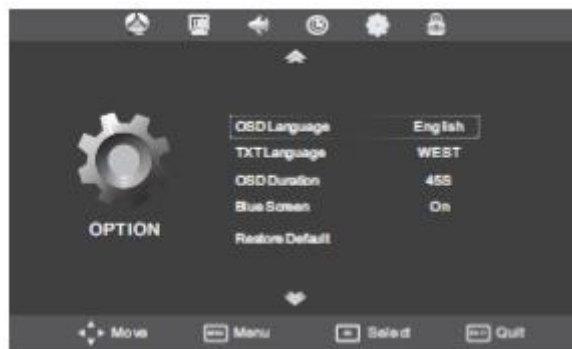 OSD Language English
TXT Language WEST
OSD Duration 45S
Blue Screen On
OPTION
Restore Default
Move Menu Select Quit